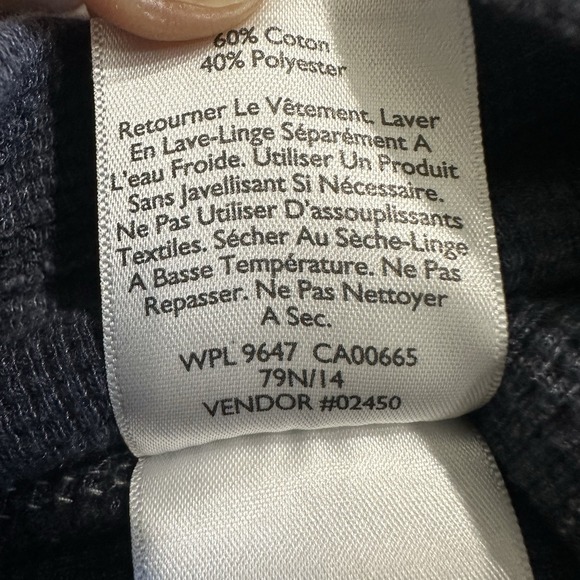 60% Coton
40% Polyester
Retourner Le Vêtement. Laver
En Lave-Linge Séparément A
L'eau Froide. Utiliser Un Produit
Sans Javellisant Si Nécessaire.
Ne Pas Utiliser D'assouplissants
Textiles. Sécher Au Sèche-Linge
A Basse Température. Ne Pas
Repasser. Ne Pas Nettoyer
A Sec.
WPL 9647 CA00665
79N/14
VENDOR #02450